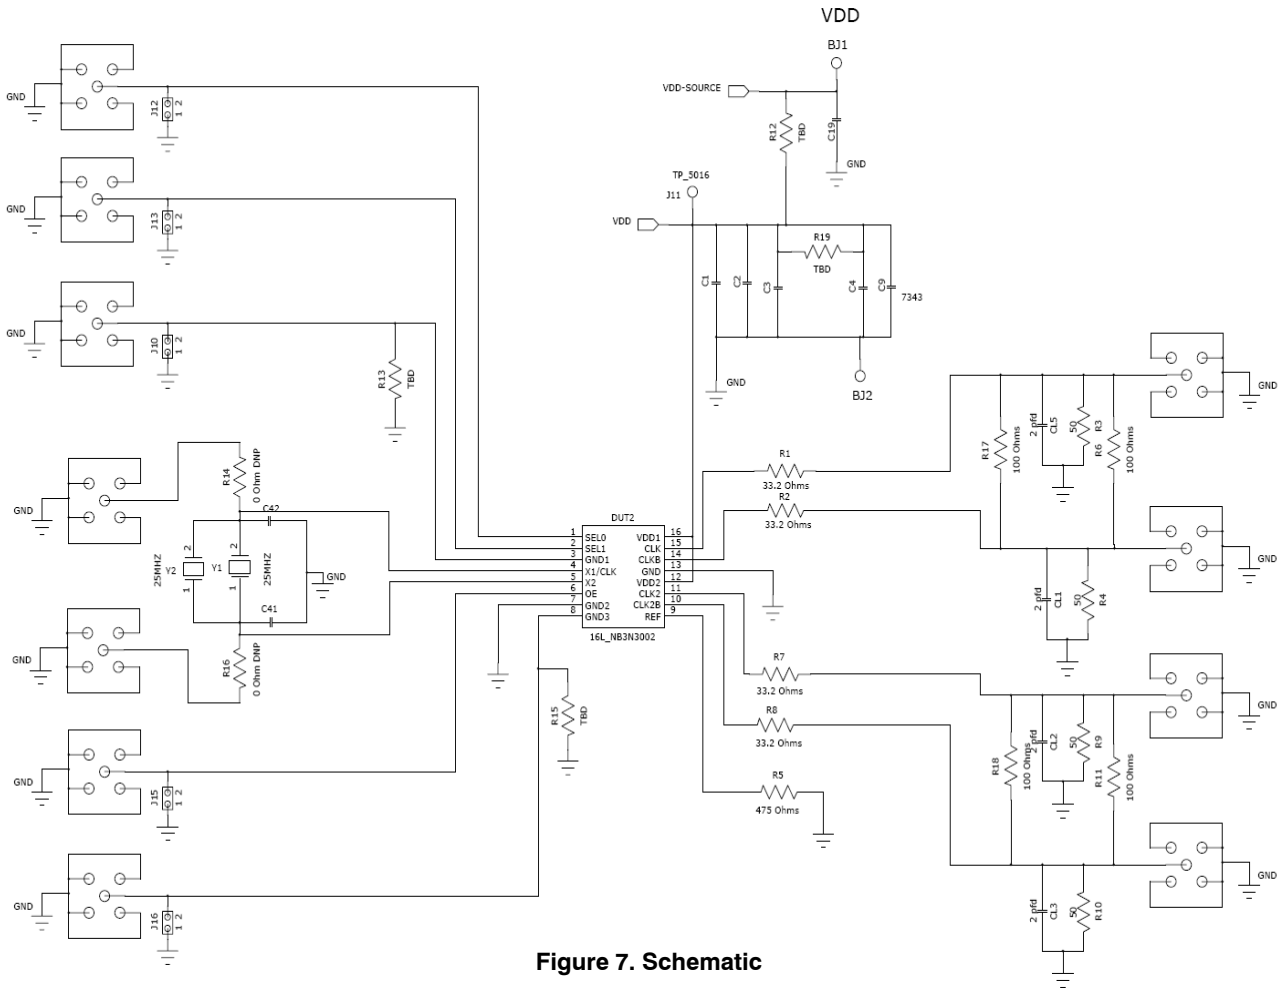 VDD
BJ1
VDD-SOURCE
R12
TBD
C19
GND
TP_5016
J11
VDD
C1
C2
C3
R19
TBD
C4
C9
7343
GND
BJ2
GND
J12
1 2
GND
J13
1 2
GND
J10
1 2
R13
TBD
GND
R14
0 Ohm DNP
C42
25MHZ
Y2
2
1
Y1
2
1
25MHZ
GND
C41
R16
0 Ohm DNP
GND
GND
J15
1 2
GND
J16
1 2
DUT2
1 SEL0 VDD1 16
2 SEL1 CLK 15
3 GND1 CLKB 14
4 X1/CLK GND 13
5 X2 VDD2 12
6 OE CLK2 11
7 GND2 CLK2B 10
8 GND3 REF 9
16L_NB3N3002
R15
TBD
R1
33.2 Ohms
R2
33.2 Ohms
R7
33.2 Ohms
R8
33.2 Ohms
R5
475 Ohms
R17
100 Ohms
2 pfd
CL5
50
R3
R6
100 Ohms
GND
2 pfd
CL1
50
R4
GND
R18
100 Ohms
2 pfd
CL2
50
R9
R11
100 Ohms
GND
2 pfd
CL3
50
R10
GND
Figure 7. Schematic